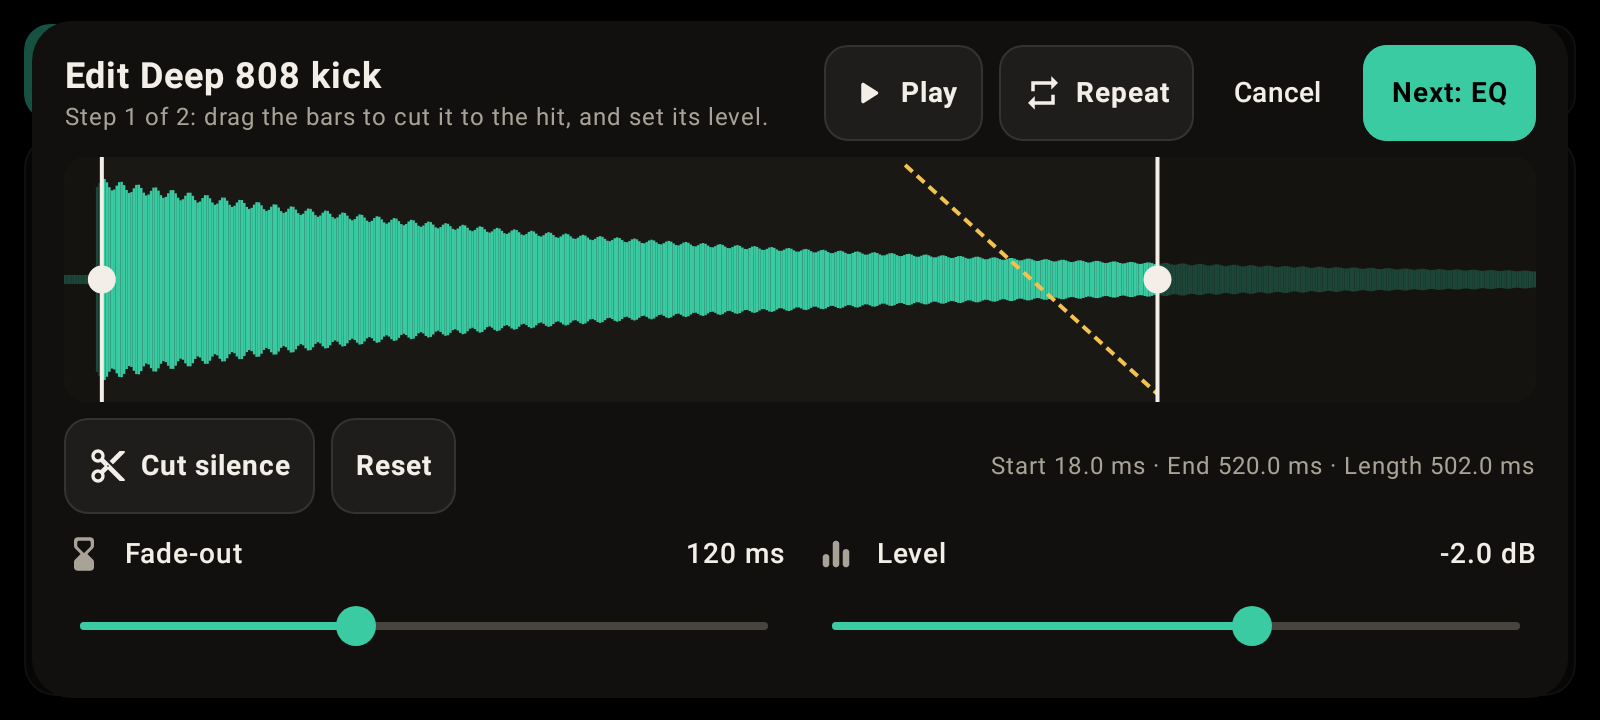 Edit Deep 808 kick
Step 1 of 2: drag the bars to cut it to the hit, and set its level.
Play
Repeat
Cancel
Next: EQ
Cut silence
Reset
Start 18.0 ms · End 520.0 ms · Length 502.0 ms
Fade-out
120 ms
Level
-2.0 dB